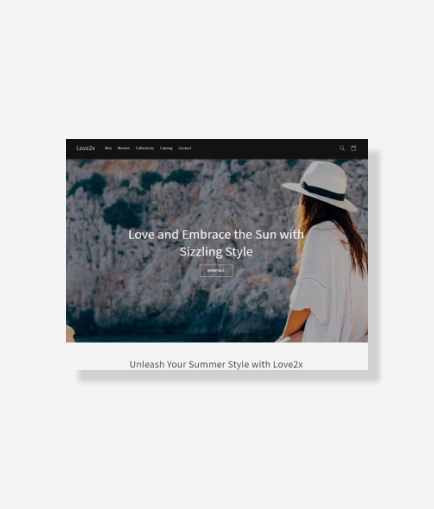 Love2x
Men Women Collections Catalog Contact
Love and Embrace the Sun with
Sizzling Style
SHOP ALL
Unleash Your Summer Style with Love2x